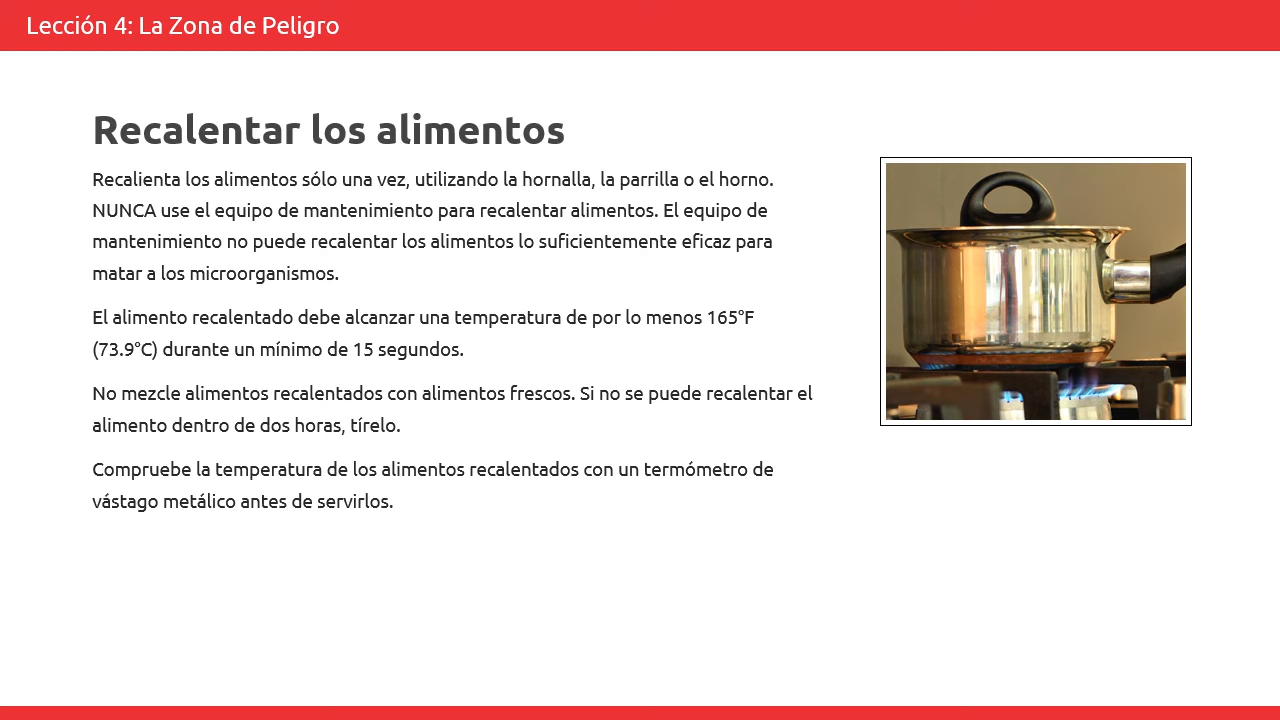 Lección 4: La Zona de Peligro
Recalentar los alimentos
Recalienta los alimentos sólo una vez, utilizando la hornalla, la parrilla o el horno.
NUNCA use el equipo de mantenimiento para recalentar alimentos. El equipo de
mantenimiento no puede recalentar los alimentos lo suficientemente eficaz para
matar a los microorganismos.
El alimento recalentado debe alcanzar una temperatura de por lo menos 165°F
(73.9°C) durante un mínimo de 15 segundos.
No mezcle alimentos recalentados con alimentos frescos. Si no se puede recalentar el
alimento dentro de dos horas, tírelo.
Compruebe la temperatura de los alimentos recalentados con un termómetro de
vástago metálico antes de servirlos.